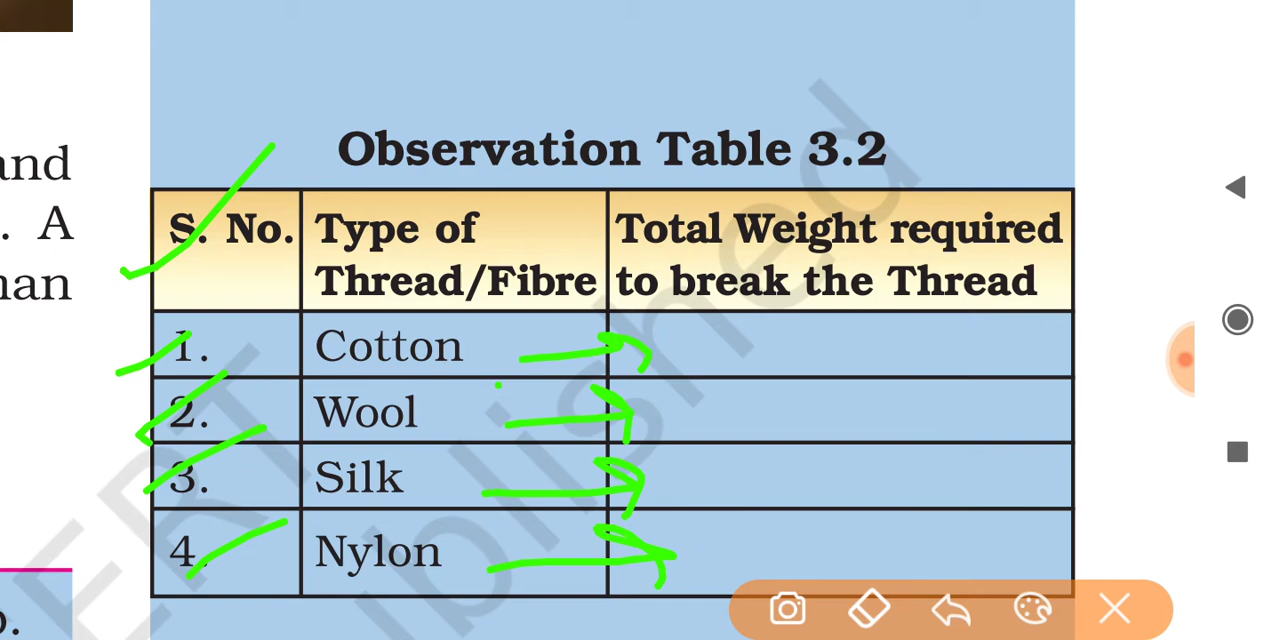 and
. A
nan
Observation Table 3.2
S. No. Type of Thread/Fibre Total Weight required to break the Thread
1. Cotton
2. Wool
3. Silk
4. Nylon